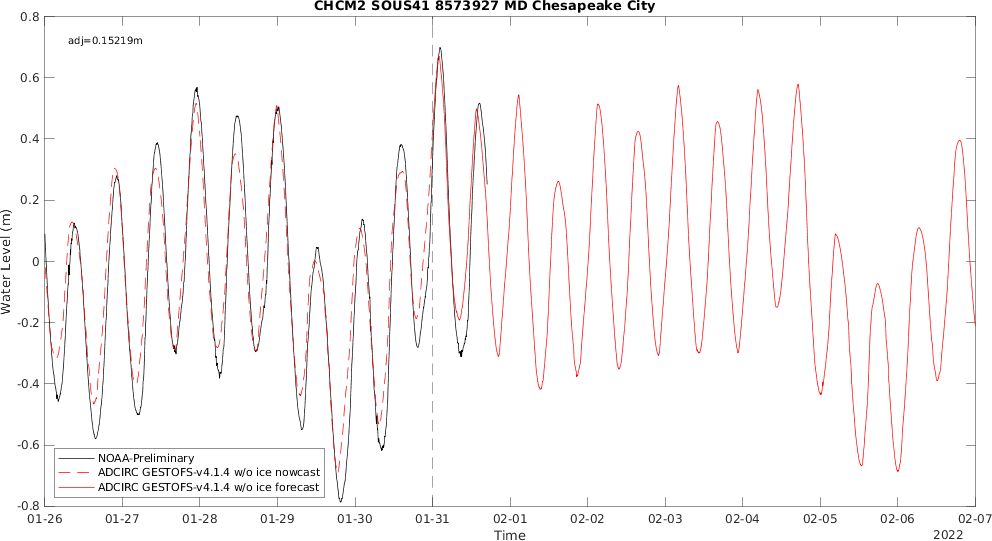 CHCM2 SOUS41 8573927 MD Chesapeake City
adj=0.15219m
0.8
0.6
0.4
0.2
0
-0.2
-0.4
-0.6
-0.8
Water Level (m)
NOAA-Preliminary
ADCIRC GESTOFS-v4.1.4 w/o ice nowcast
ADCIRC GESTOFS-v4.1.4 w/o ice forecast
01-26 01-27 01-28 01-29 01-30 01-31 02-01 02-02 02-03 02-04 02-05 02-06 02-07
Time
2022